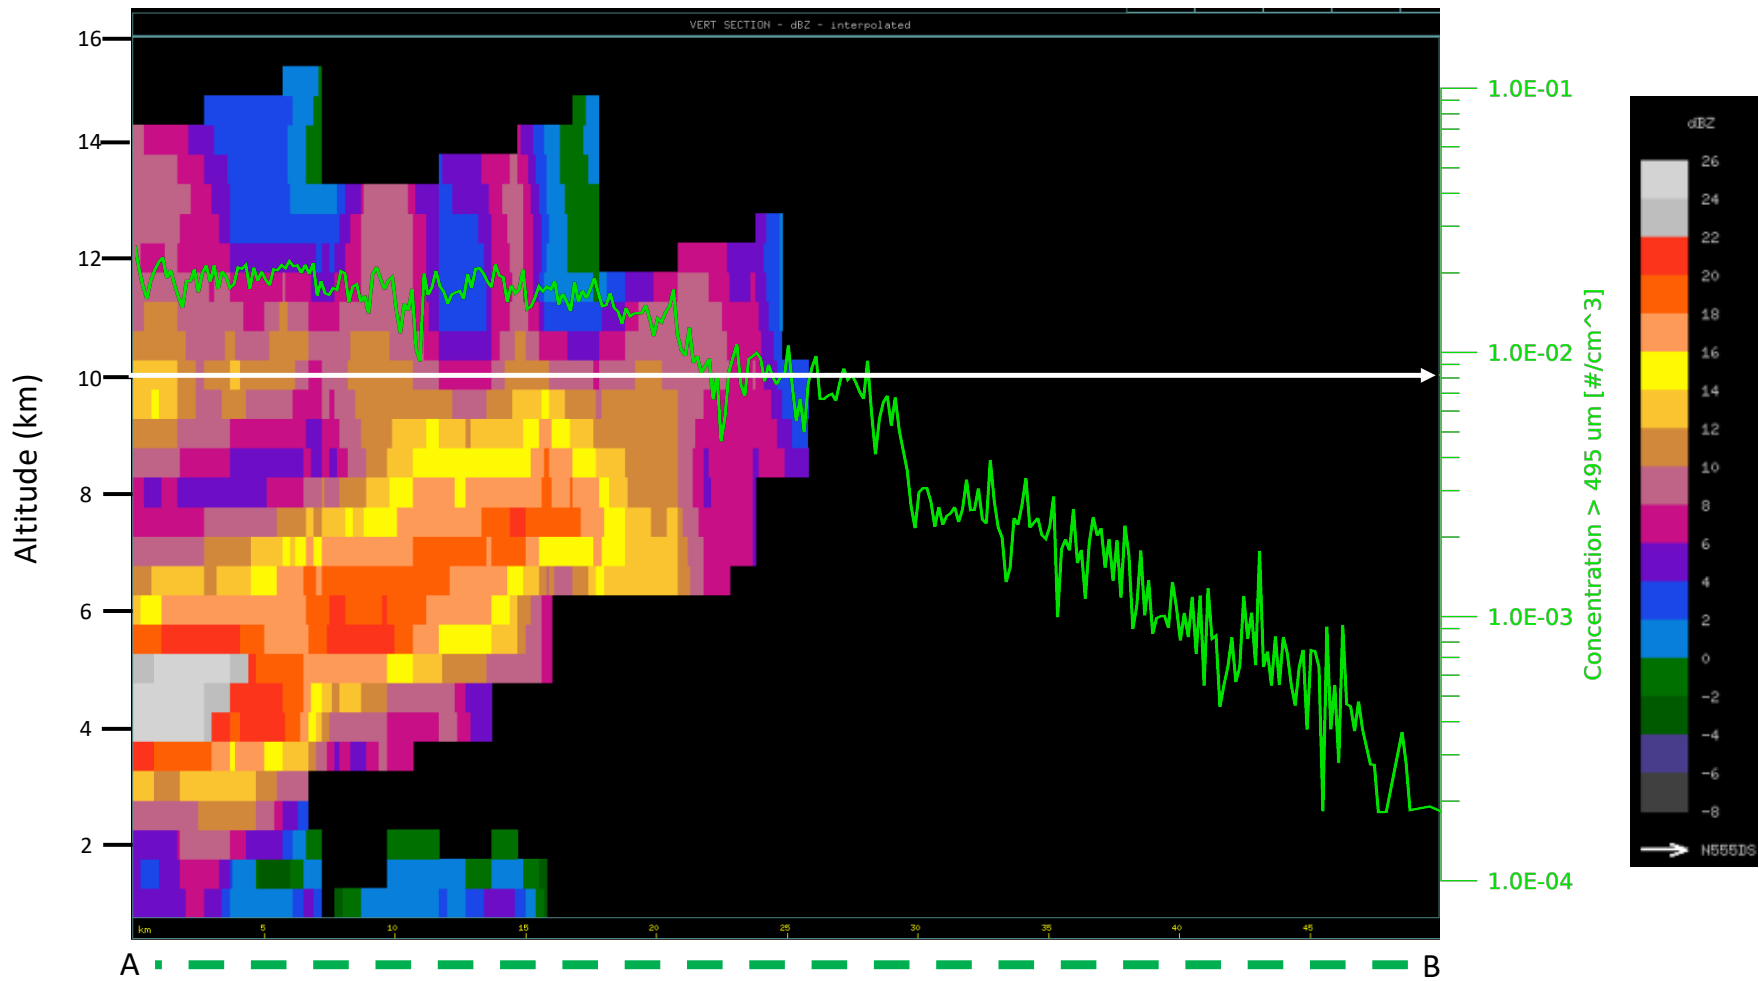 VERT SECTION - dBZ - interpolated
16
14
12
10
8
6
4
2
Altitude (km)
1.0E-01
1.0E-02
1.0E-03
1.0E-04
Concentration > 495 um [#/cm^3]
dBZ
26
24
22
20
18
16
14
12
10
8
6
4
2
0
-2
-4
-6
-8
N555DS
km 5 10 15 20 25 30 35 40 45
A B